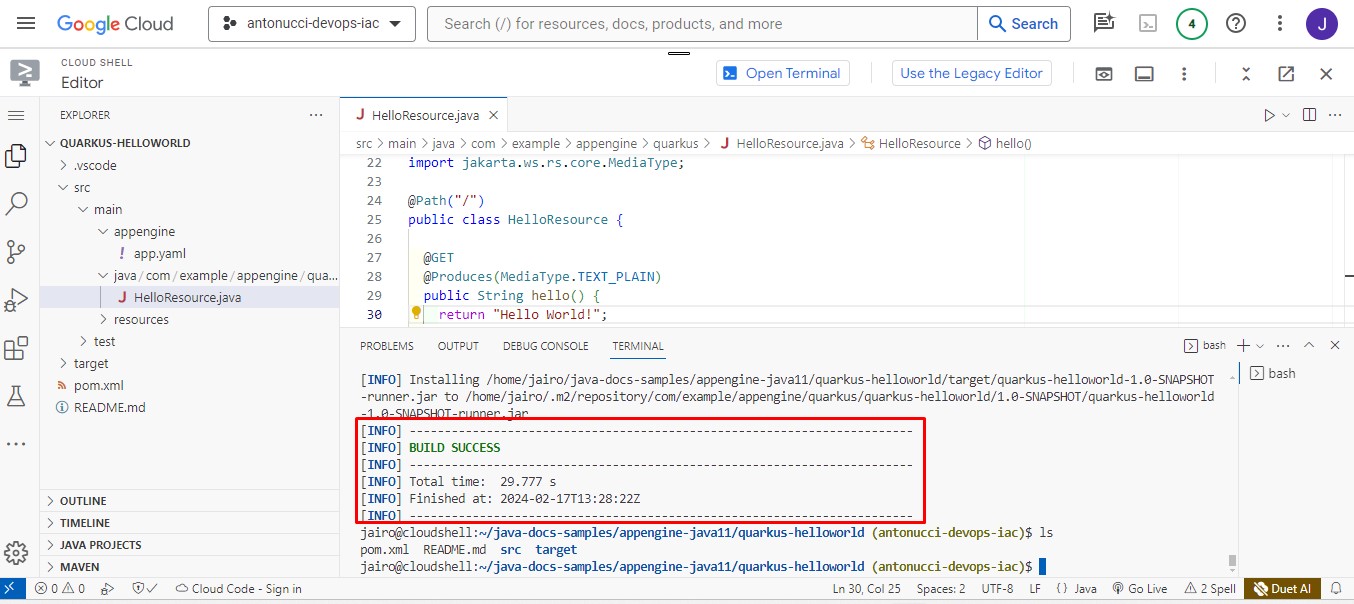 Google Cloud
antonucci-devops-iac
Search (/) for resources, docs, products, and more
Search
4
J
CLOUD SHELL
Editor
Open Terminal
Use the Legacy Editor
EXPLORER
QUARKUS-HELLOWORLD
.vscode
src
main
appengine
! app.yaml
java/com/example/appengine/qua...
J HelloResource.java
resources
test
target
pom.xml
README.md
OUTLINE
TIMELINE
JAVA PROJECTS
MAVEN
J HelloResource.java
src > main > java > com > example > appengine > quarkus > J HelloResource.java > HelloResource > hello()
22 import jakarta.ws.rs.core.MediaType;
23
24 @Path("/")
25 public class HelloResource {
26
27 @GET
28 @Produces(MediaType.TEXT_PLAIN)
29 public String hello() {
30 return "Hello World!";
PROBLEMS OUTPUT DEBUG CONSOLE TERMINAL
bash
[INFO] Installing /home/jairo/java-docs-samples/appengine-java11/quarkus-helloworld/target/quarkus-helloworld-1.0-SNAPSHOT
-runner.jar to /home/jairo/.m2/repository/com/example/appengine/quarkus/quarkus-helloworld/1.0-SNAPSHOT/quarkus-helloworld
-1.0-SNAPSHOT-runner.jar
[INFO] ------------------------------------------------------------------------
[INFO] BUILD SUCCESS
[INFO] ------------------------------------------------------------------------
[INFO] Total time:  29.777 s
[INFO] Finished at: 2024-02-17T13:28:22Z
[INFO] ------------------------------------------------------------------------
jairo@cloudshell:~/java-docs-samples/appengine-java11/quarkus-helloworld (antonucci-devops-iac)$ ls
pom.xml README.md src target
jairo@cloudshell:~/java-docs-samples/appengine-java11/quarkus-helloworld (antonucci-devops-iac)$
bash
0 0 Cloud Code - Sign in Ln 30, Col 25 Spaces: 2 UTF-8 LF {} Java Go Live 2 Spell Duet AI